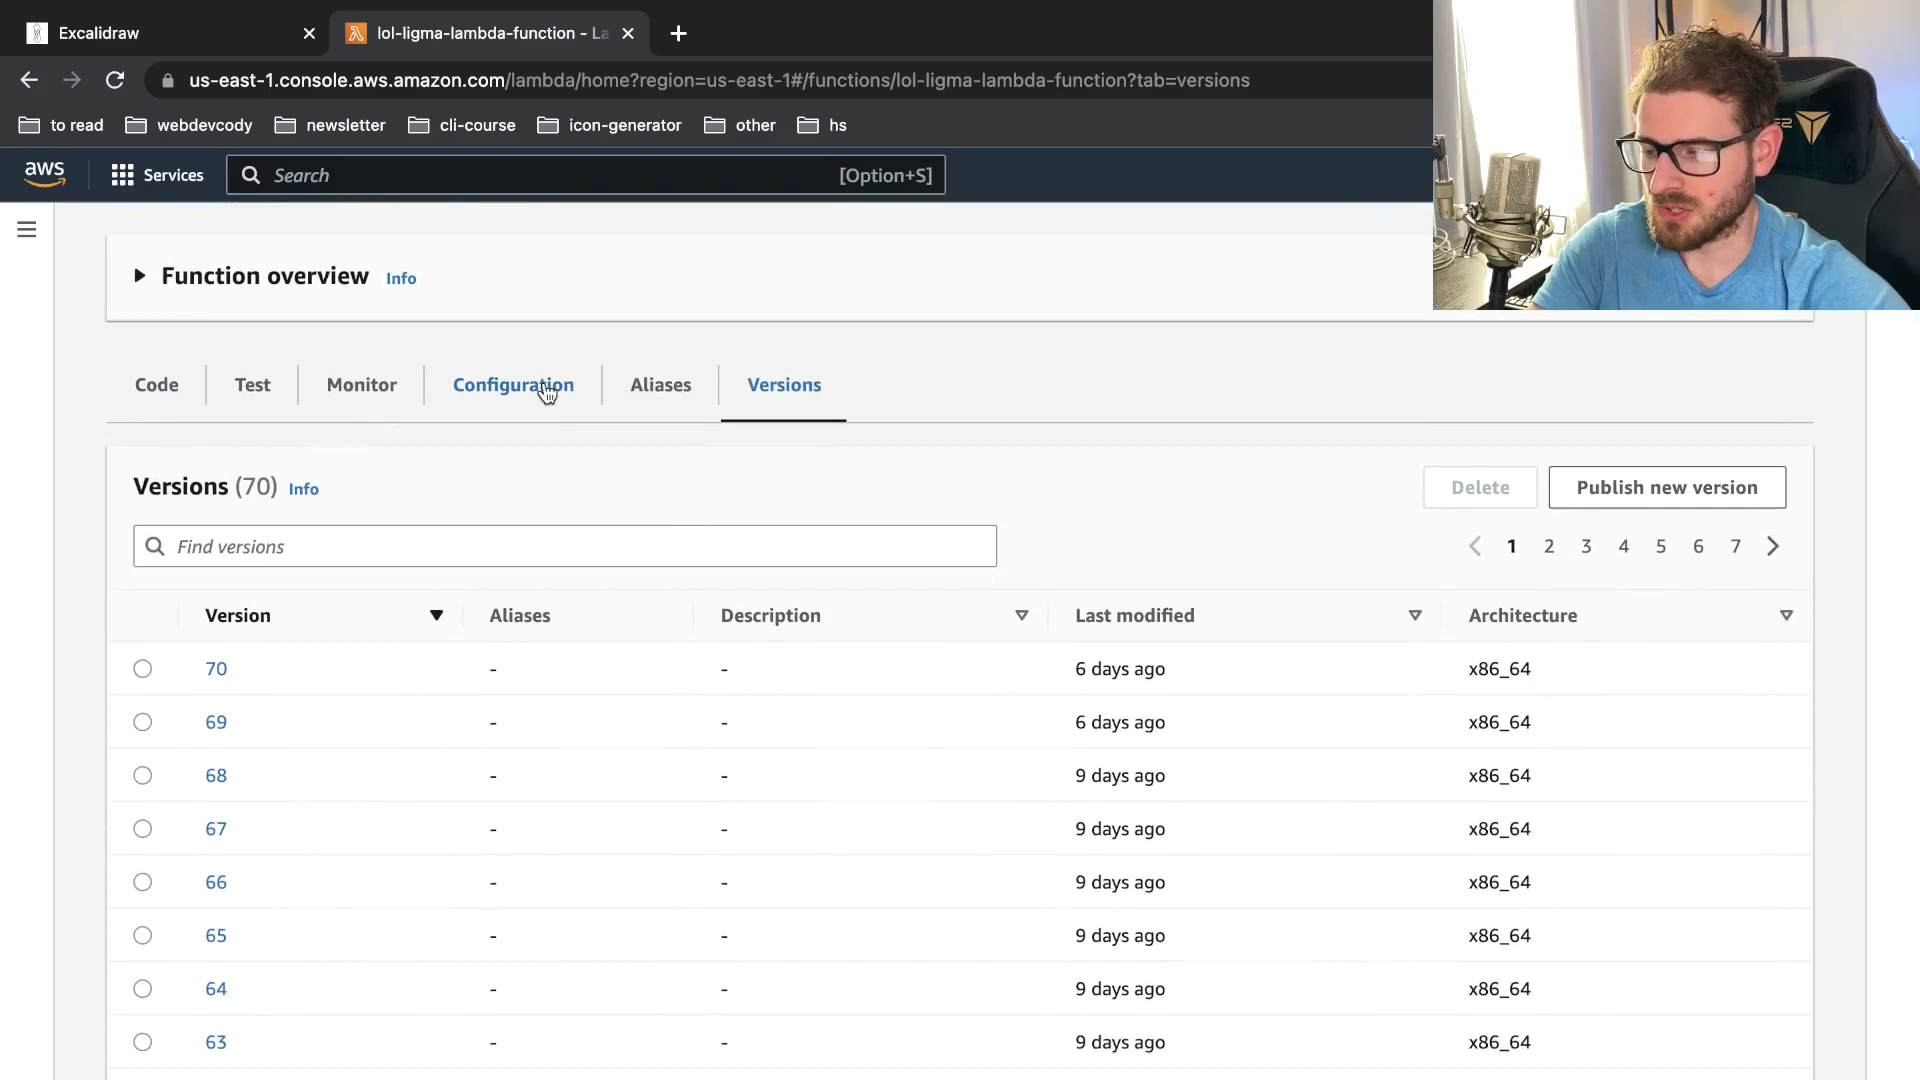 Excalidraw
lol-ligma-lambda-function - La
us-east-1.console.aws.amazon.com/lambda/home?region=us-east-1#/functions/lol-ligma-lambda-function?tab=versions
to read webdevcody newsletter cli-course icon-generator other hs
aws Services Search [Option+S]
Function overview Info
Code Test Monitor Configuration Aliases Versions
Versions (70) Info
Delete Publish new version
Find versions
1 2 3 4 5 6 7
Version Aliases Description Last modified Architecture
70 - - 6 days ago x86_64
69 - - 6 days ago x86_64
68 - - 9 days ago x86_64
67 - - 9 days ago x86_64
66 - - 9 days ago x86_64
65 - - 9 days ago x86_64
64 - - 9 days ago x86_64
63 - - 9 days ago x86_64